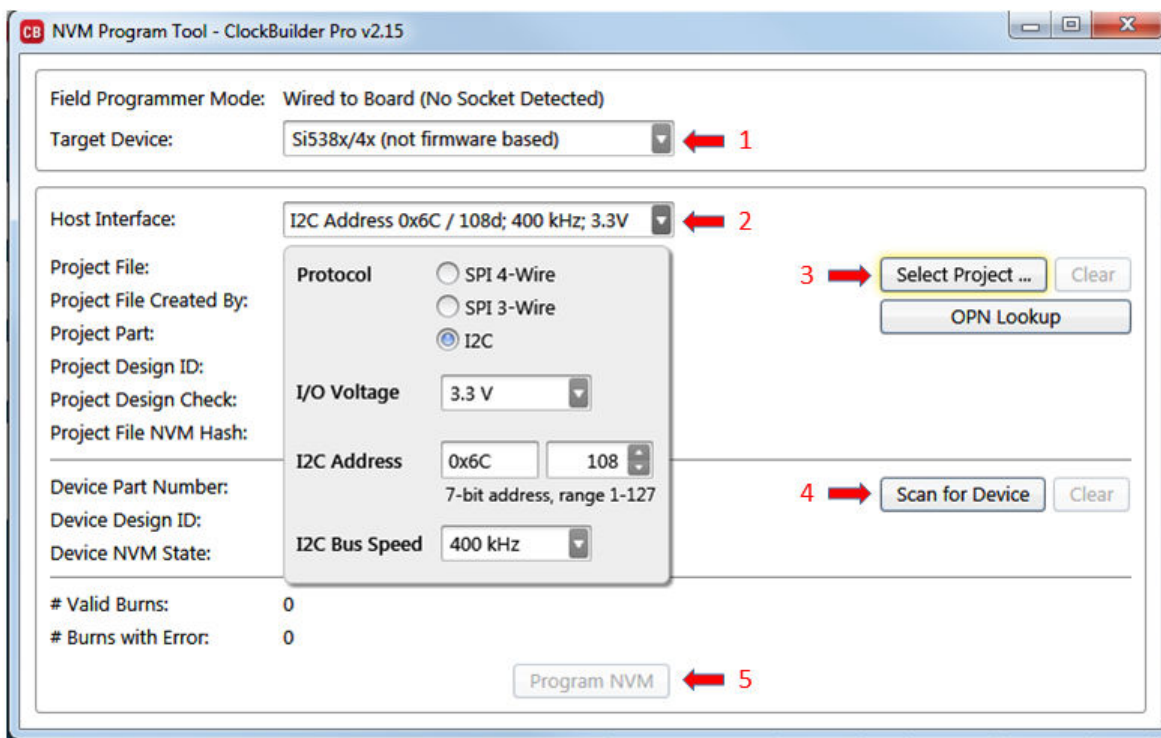 CB NVM Program Tool - ClockBuilder Pro v2.15
Field Programmer Mode: Wired to Board (No Socket Detected)
Target Device: Si538x/4x (not firmware based) 1
Host Interface: I2C Address 0x6C / 108d; 400 kHz; 3.3V 2
Project File:
Project File Created By:
Project Part:
Project Design ID:
Project Design Check:
Project File NVM Hash:
Protocol
SPI 4-Wire
SPI 3-Wire
I2C
I/O Voltage 3.3 V
I2C Address 0x6C 108
7-bit address, range 1-127
I2C Bus Speed 400 kHz
3 Select Project ... Clear
OPN Lookup
Device Part Number:
Device Design ID:
Device NVM State:
4 Scan for Device Clear
# Valid Burns: 0
# Burns with Error: 0
Program NVM 5